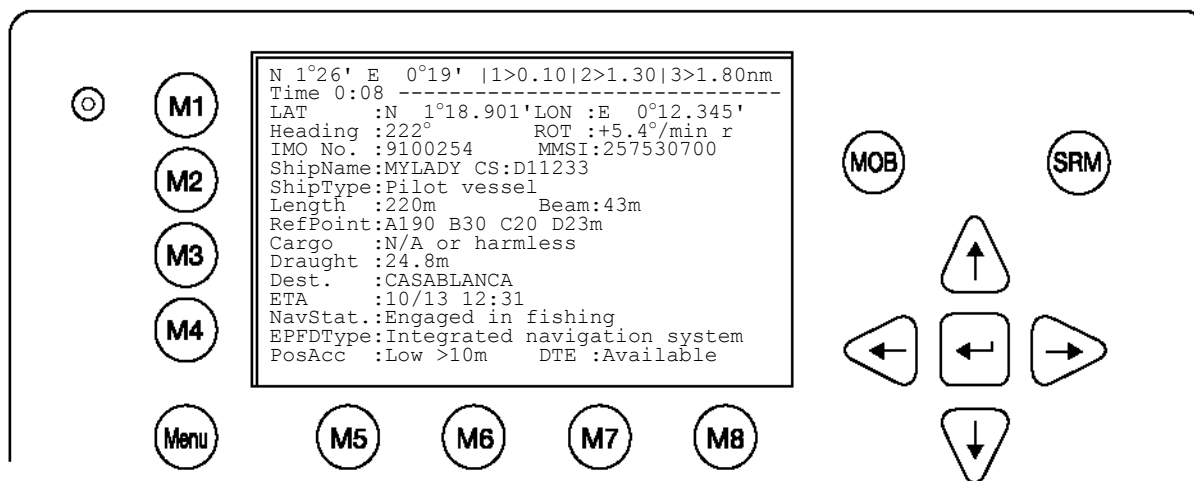 N 1°26' E 0°19' |1>0.10|2>1.30|3>1.80nm
Time 0:08 ------------------------------
LAT :N 1°18.901'LON :E 0°12.345'
Heading :222° ROT :+5.4°/min r
IMO No. :9100254 MMSI:257530700
ShipName:MYLADY CS:D11233
ShipType:Pilot vessel
Length :220m Beam:43m
RefPoint:A190 B30 C20 D23m
Cargo :N/A or harmless
Draught :24.8m
Dest. :CASABLANCA
ETA :10/13 12:31
NavStat.:Engaged in fishing
EPFDType:Integrated navigation system
PosAcc :Low >10m DTE :Available
M1
M2
M3
M4
Menu
M5
M6
M7
M8
MOB
SRM